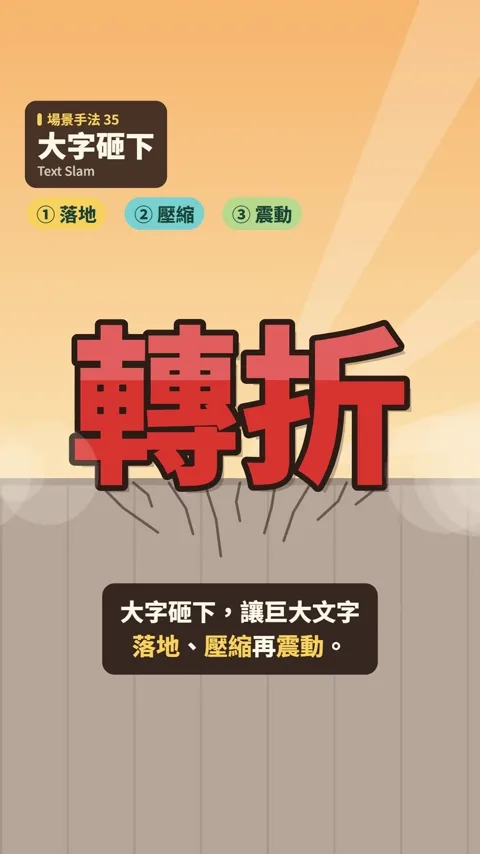 場景手法 35
大字砸下
Text Slam
① 落地
② 壓縮
③ 震動
轉折
大字砸下，讓巨大文字
落地、壓縮再震動。